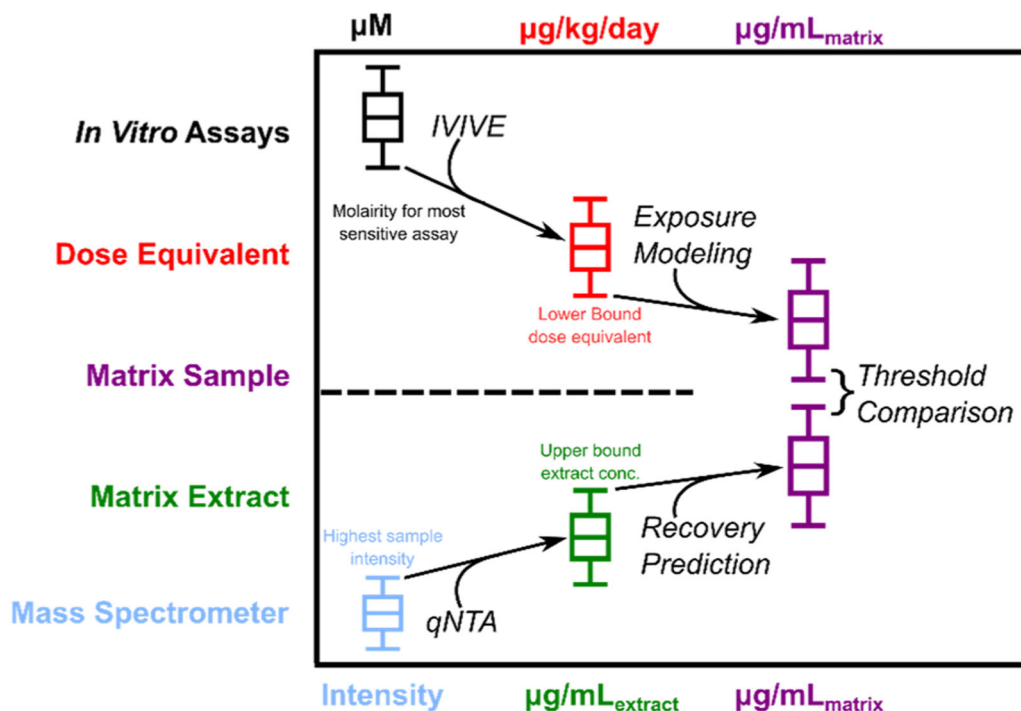 µM
µg/kg/day
µg/mLmatrix
In Vitro Assays
IVIVE
Molairity for most
sensitive assay
Dose Equivalent
Exposure
Modeling
Lower Bound
dose equivalent
Matrix Sample
Threshold
Comparison
Matrix Extract
Upper bound
extract conc.
Recovery
Prediction
Highest sample
intensity
Mass Spectrometer
qNTA
Intensity
µg/mLextract
µg/mLmatrix